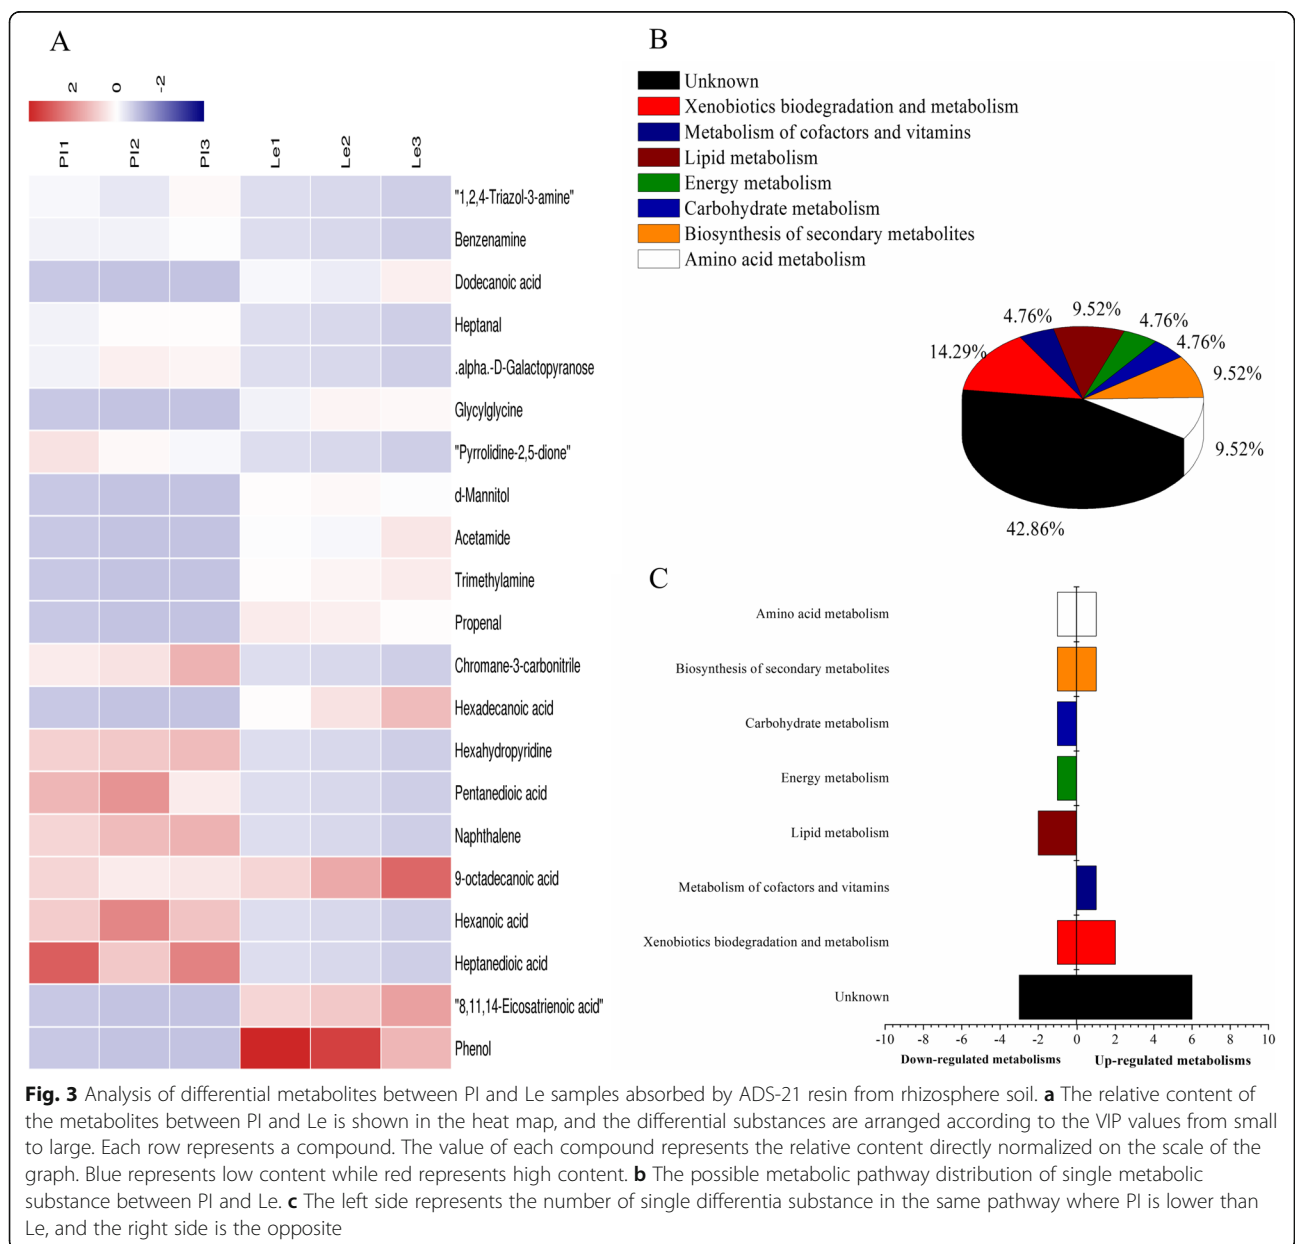 A
2
0
-2
PI1
PI2
PI3
Le1
Le2
Le3
"1,2,4-Triazol-3-amine"
Benzenamine
Dodecanoic acid
Heptanal
.alpha.-D-Galactopyranose
Glycylglycine
"Pyrrolidine-2,5-dione"
d-Mannitol
Acetamide
Trimethylamine
Propenal
Chromane-3-carbonitrile
Hexadecanoic acid
Hexahydropyridine
Pentanedioic acid
Naphthalene
9-octadecanoic acid
Hexanoic acid
Heptanedioic acid
"8,11,14-Eicosatrienoic acid"
Phenol
B
Unknown
Xenobiotics biodegradation and metabolism
Metabolism of cofactors and vitamins
Lipid metabolism
Energy metabolism
Carbohydrate metabolism
Biosynthesis of secondary metabolites
Amino acid metabolism
14.29%
4.76%
9.52%
4.76%
4.76%
9.52%
9.52%
42.86%
C
Amino acid metabolism
Biosynthesis of secondary metabolites
Carbohydrate metabolism
Energy metabolism
Lipid metabolism
Metabolism of cofactors and vitamins
Xenobiotics biodegradation and metabolism
Unknown
-10 -8 -6 -4 -2 0 2 4 6 8 10
Down-regulated metabolisms Up-regulated metabolisms
Fig. 3 Analysis of differential metabolites between PI and Le samples absorbed by ADS-21 resin from rhizosphere soil. a The relative content of
the metabolites between PI and Le is shown in the heat map, and the differential substances are arranged according to the VIP values from small
to large. Each row represents a compound. The value of each compound represents the relative content directly normalized on the scale of the
graph. Blue represents low content while red represents high content. b The possible metabolic pathway distribution of single metabolic
substance between PI and Le. c The left side represents the number of single differentia substance in the same pathway where PI is lower than
Le, and the right side is the opposite